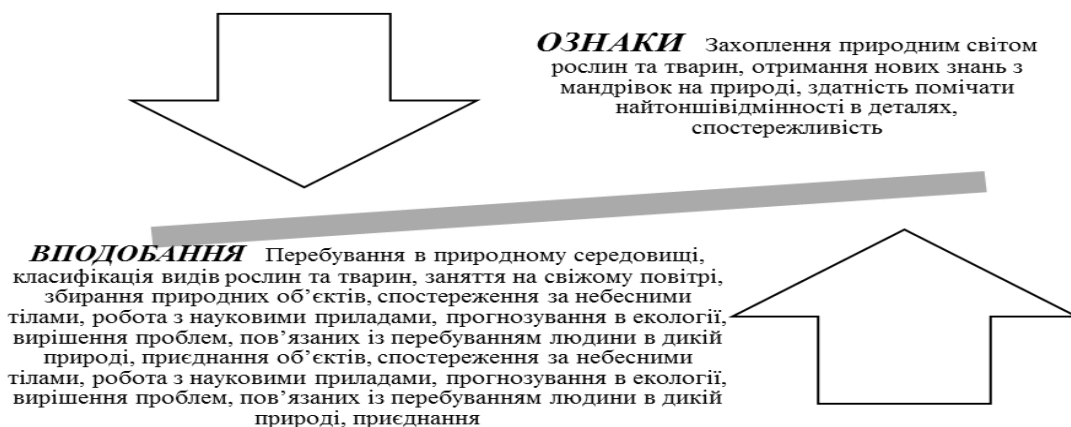 ОЗНАКИ Захоплення природним світом
рослин та тварин, отримання нових знань з
мандрівок на природі, здатність помічати
найтоншівідмінності в деталях,
спостережливість
ВПОДОБАННЯ Перебування в природному середовищі,
класифікація видів рослин та тварин, заняття на свіжому повітрі,
збирання природних об’єктів, спостереження за небесними
тілами, робота з науковими приладами, прогнозування в екології,
вирішення проблем, пов’язаних із перебуванням людини в дикій
природі, приєднання об’єктів, спостереження за небесними
тілами, робота з науковими приладами, прогнозування в екології,
вирішення проблем, пов’язаних із перебуванням людини в дикій
природі, приєднання